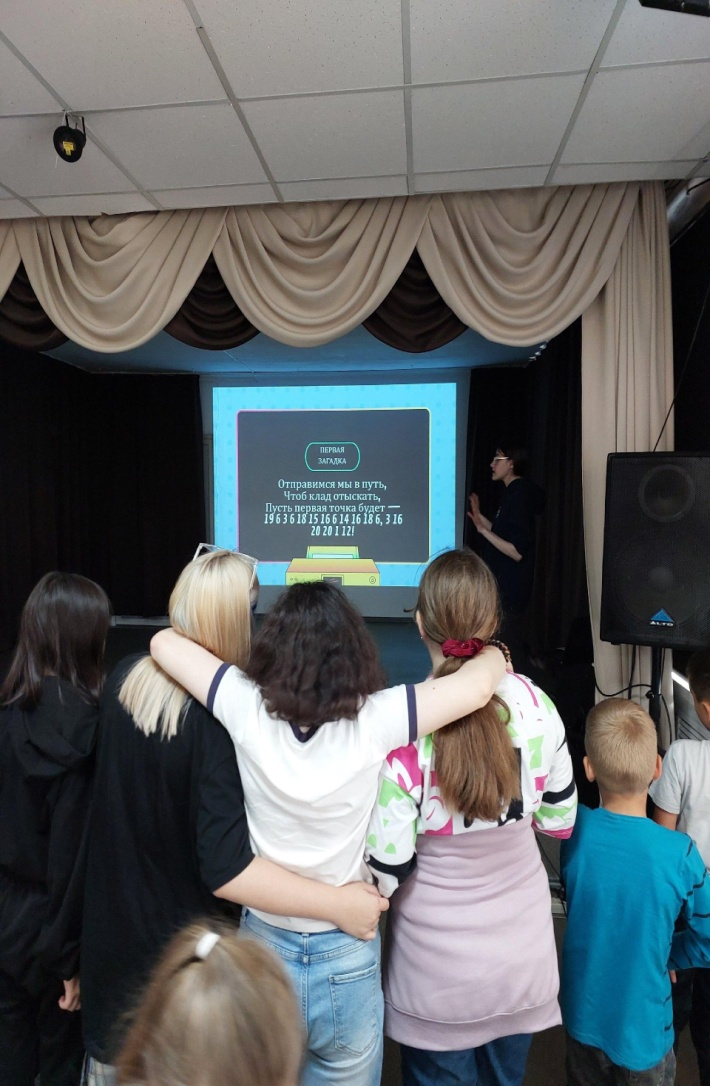 ПЕРВАЯ
ЗАГАДКА
Отправимся мы в путь,
Чтоб клад отыскать,
Пусть первая точка будет —
19 6 3 6 18 15 16 6 14 16 18 6, 3 16
20 20 1 12!
ALTO